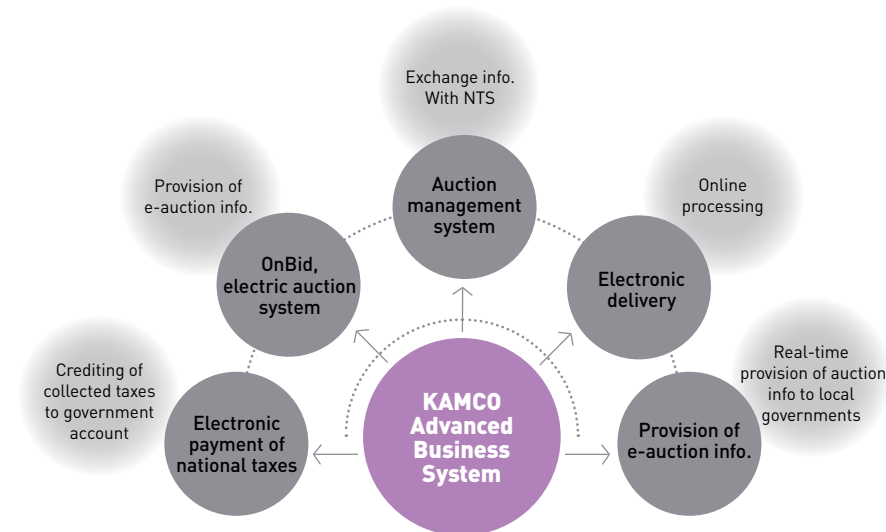 Exchange info.
With NTS
Auction
management
system
Provision of
e-auction info.
OnBid,
electric auction
system
Online
processing
Electronic
delivery
Crediting of
collected taxes
to government
account
Electronic
payment of
national taxes
KAMCO
Advanced
Business
System
Real-time
provision of auction
info to local
governments
Provision of
e-auction info.